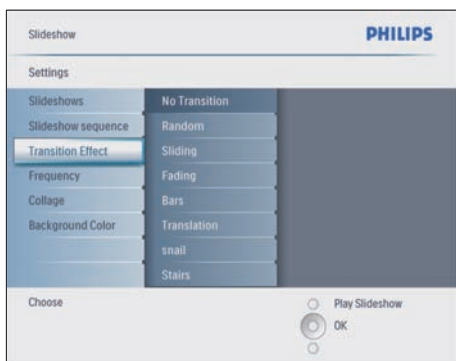 Slideshow PHILIPS
Settings
Slideshows
Slideshow sequence
Transition Effect
Frequency
Collage
Background Color
No Transition
Random
Sliding
Fading
Bars
Translation
snail
Stairs
Choose
Play Slideshow
OK